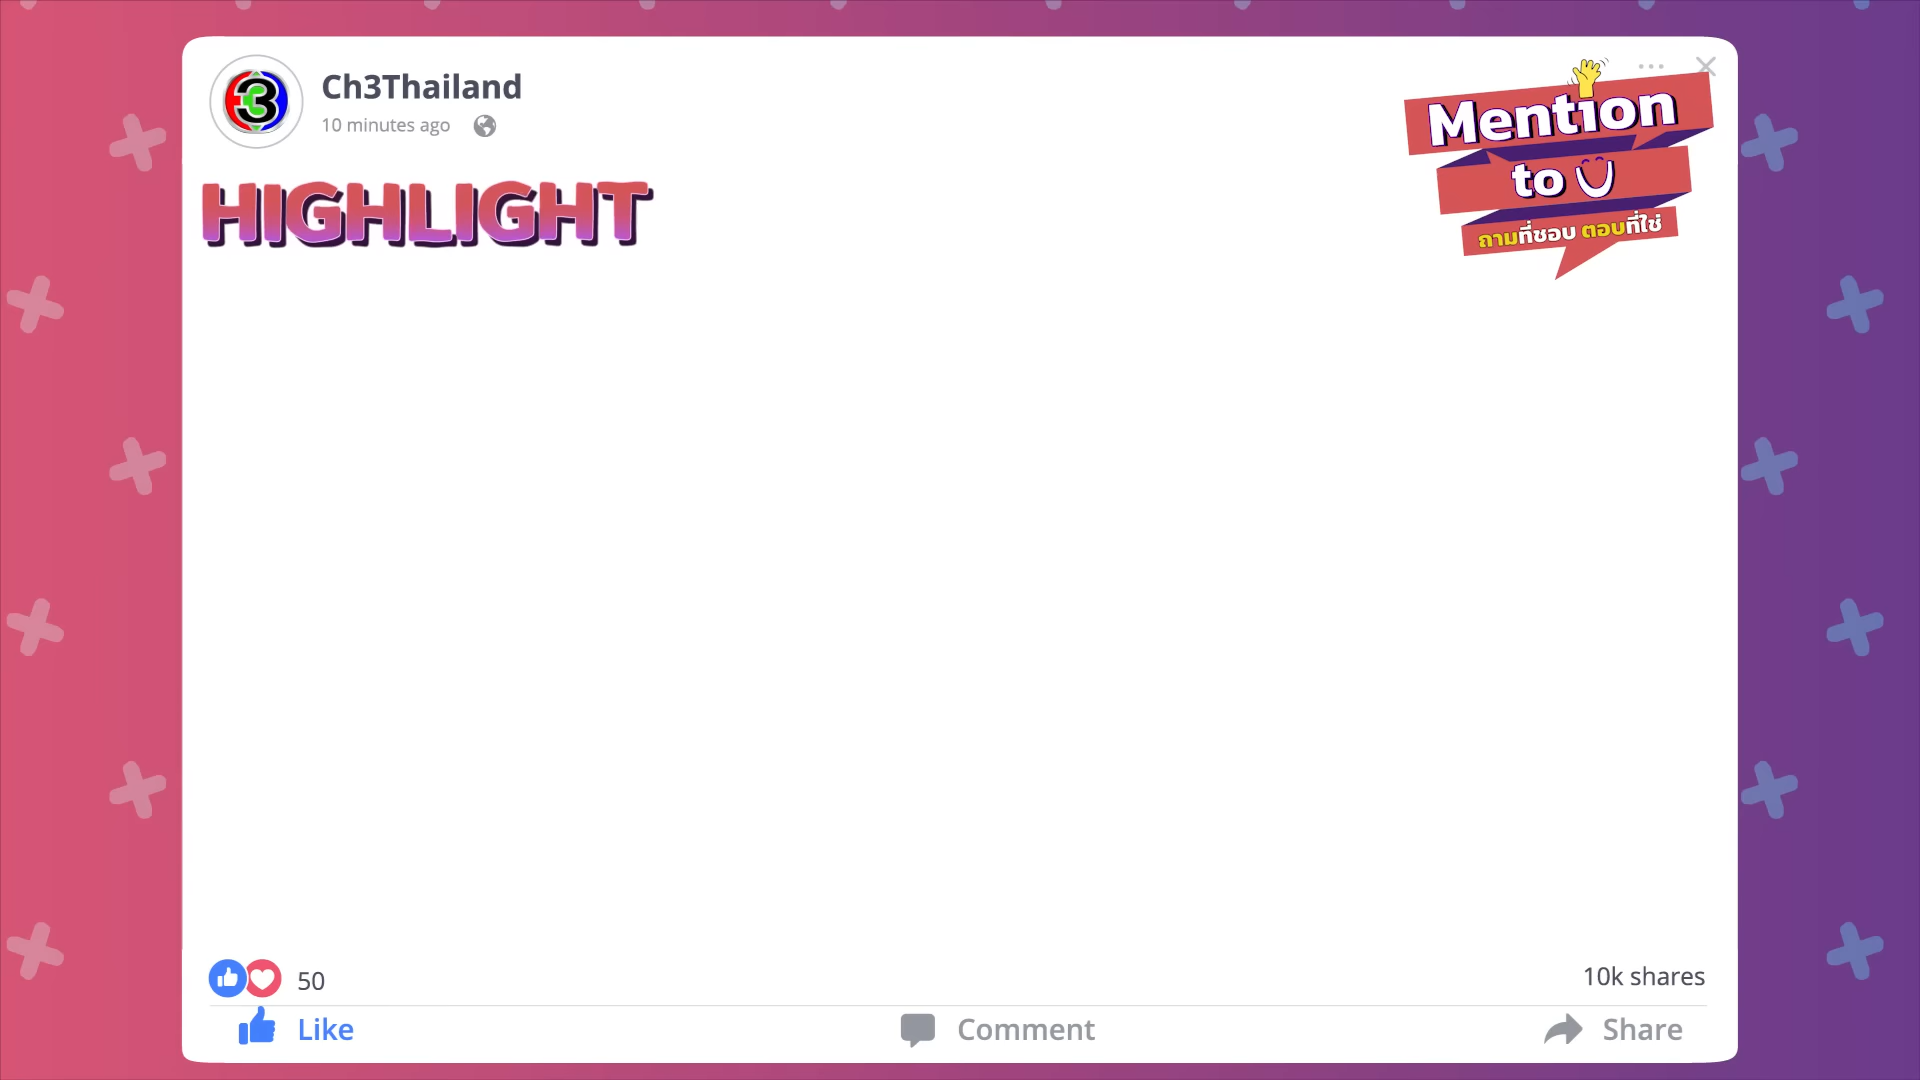 3
Ch3Thailand
10 minutes ago
HIGHLIGHT
Mention
to U
ถามที่ชอบ ตอบที่ใช่
50
10k shares
Like
Comment
Share